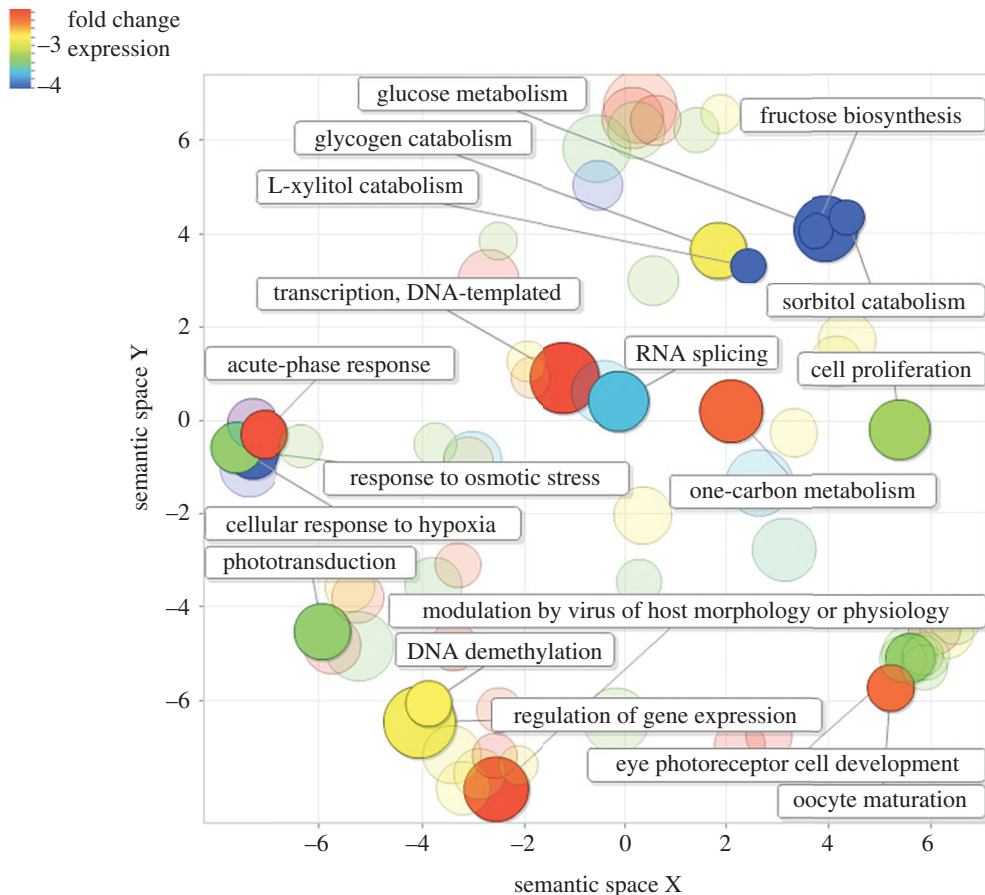 fold change
expression
–3
–4
glucose metabolism
fructose biosynthesis
glycogen catabolism
L-xylitol catabolism
sorbitol catabolism
transcription, DNA-templated
RNA splicing
acute-phase response
cell proliferation
response to osmotic stress
one-carbon metabolism
cellular response to hypoxia
phototransduction
modulation by virus of host morphology or physiology
DNA demethylation
regulation of gene expression
eye photoreceptor cell development
oocyte maturation
semantic space Y
6
4
2
0
–2
–4
–6
–6 –4 –2 0 2 4 6
semantic space X